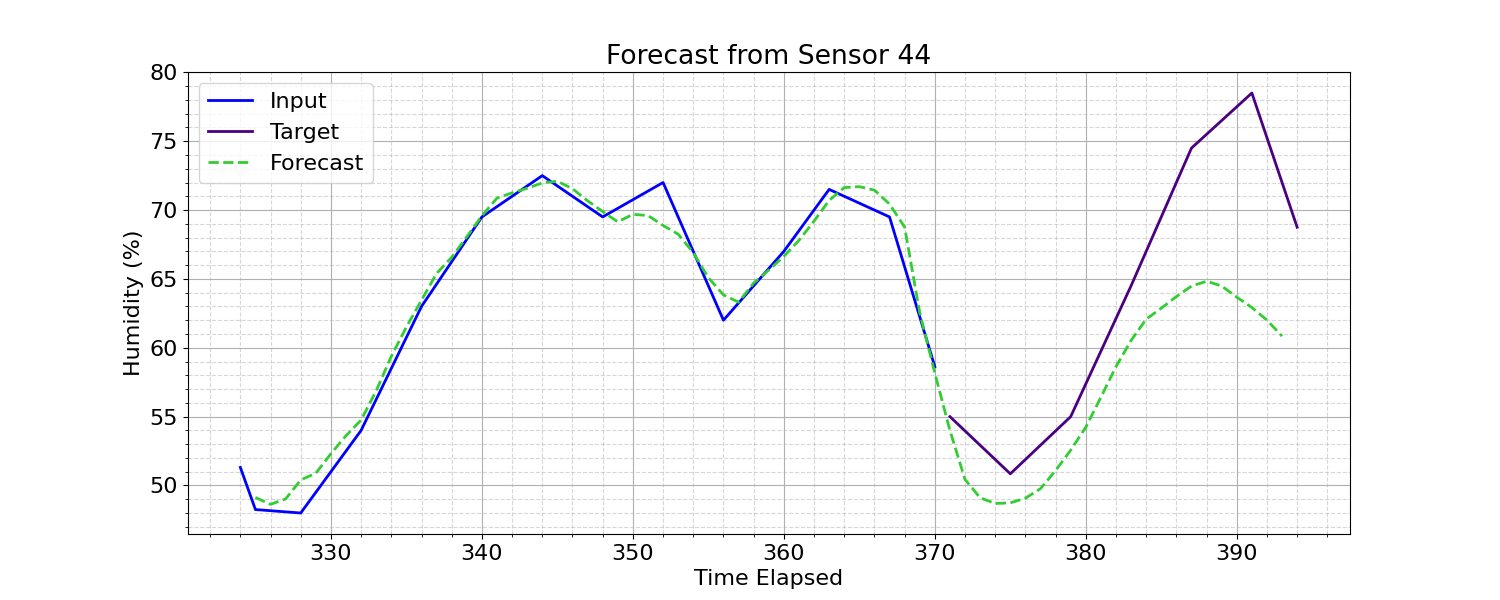 Forecast from Sensor 44
Input
Target
Forecast
Humidity (%)
80
75
70
65
60
55
50
330 340 350 360 370 380 390
Time Elapsed